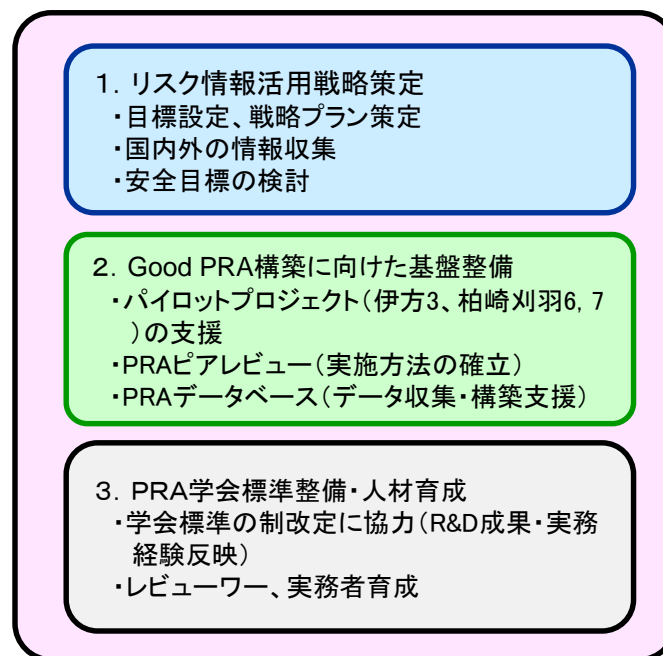 １．リスク情報活用戦略策定
・目標設定、戦略プラン策定
・国内外の情報収集
・安全目標の検討
２．Good PRA構築に向けた基盤整備
・パイロットプロジェクト（伊方3、柏崎刈羽6, 7
）の支援
・PRAピアレビュー（実施方法の確立）
・PRAデータベース（データ収集・構築支援）
３．PRA学会標準整備・人材育成
・学会標準の制改定に協力（R&D成果・実務
経験反映）
・レビューワー、実務者育成